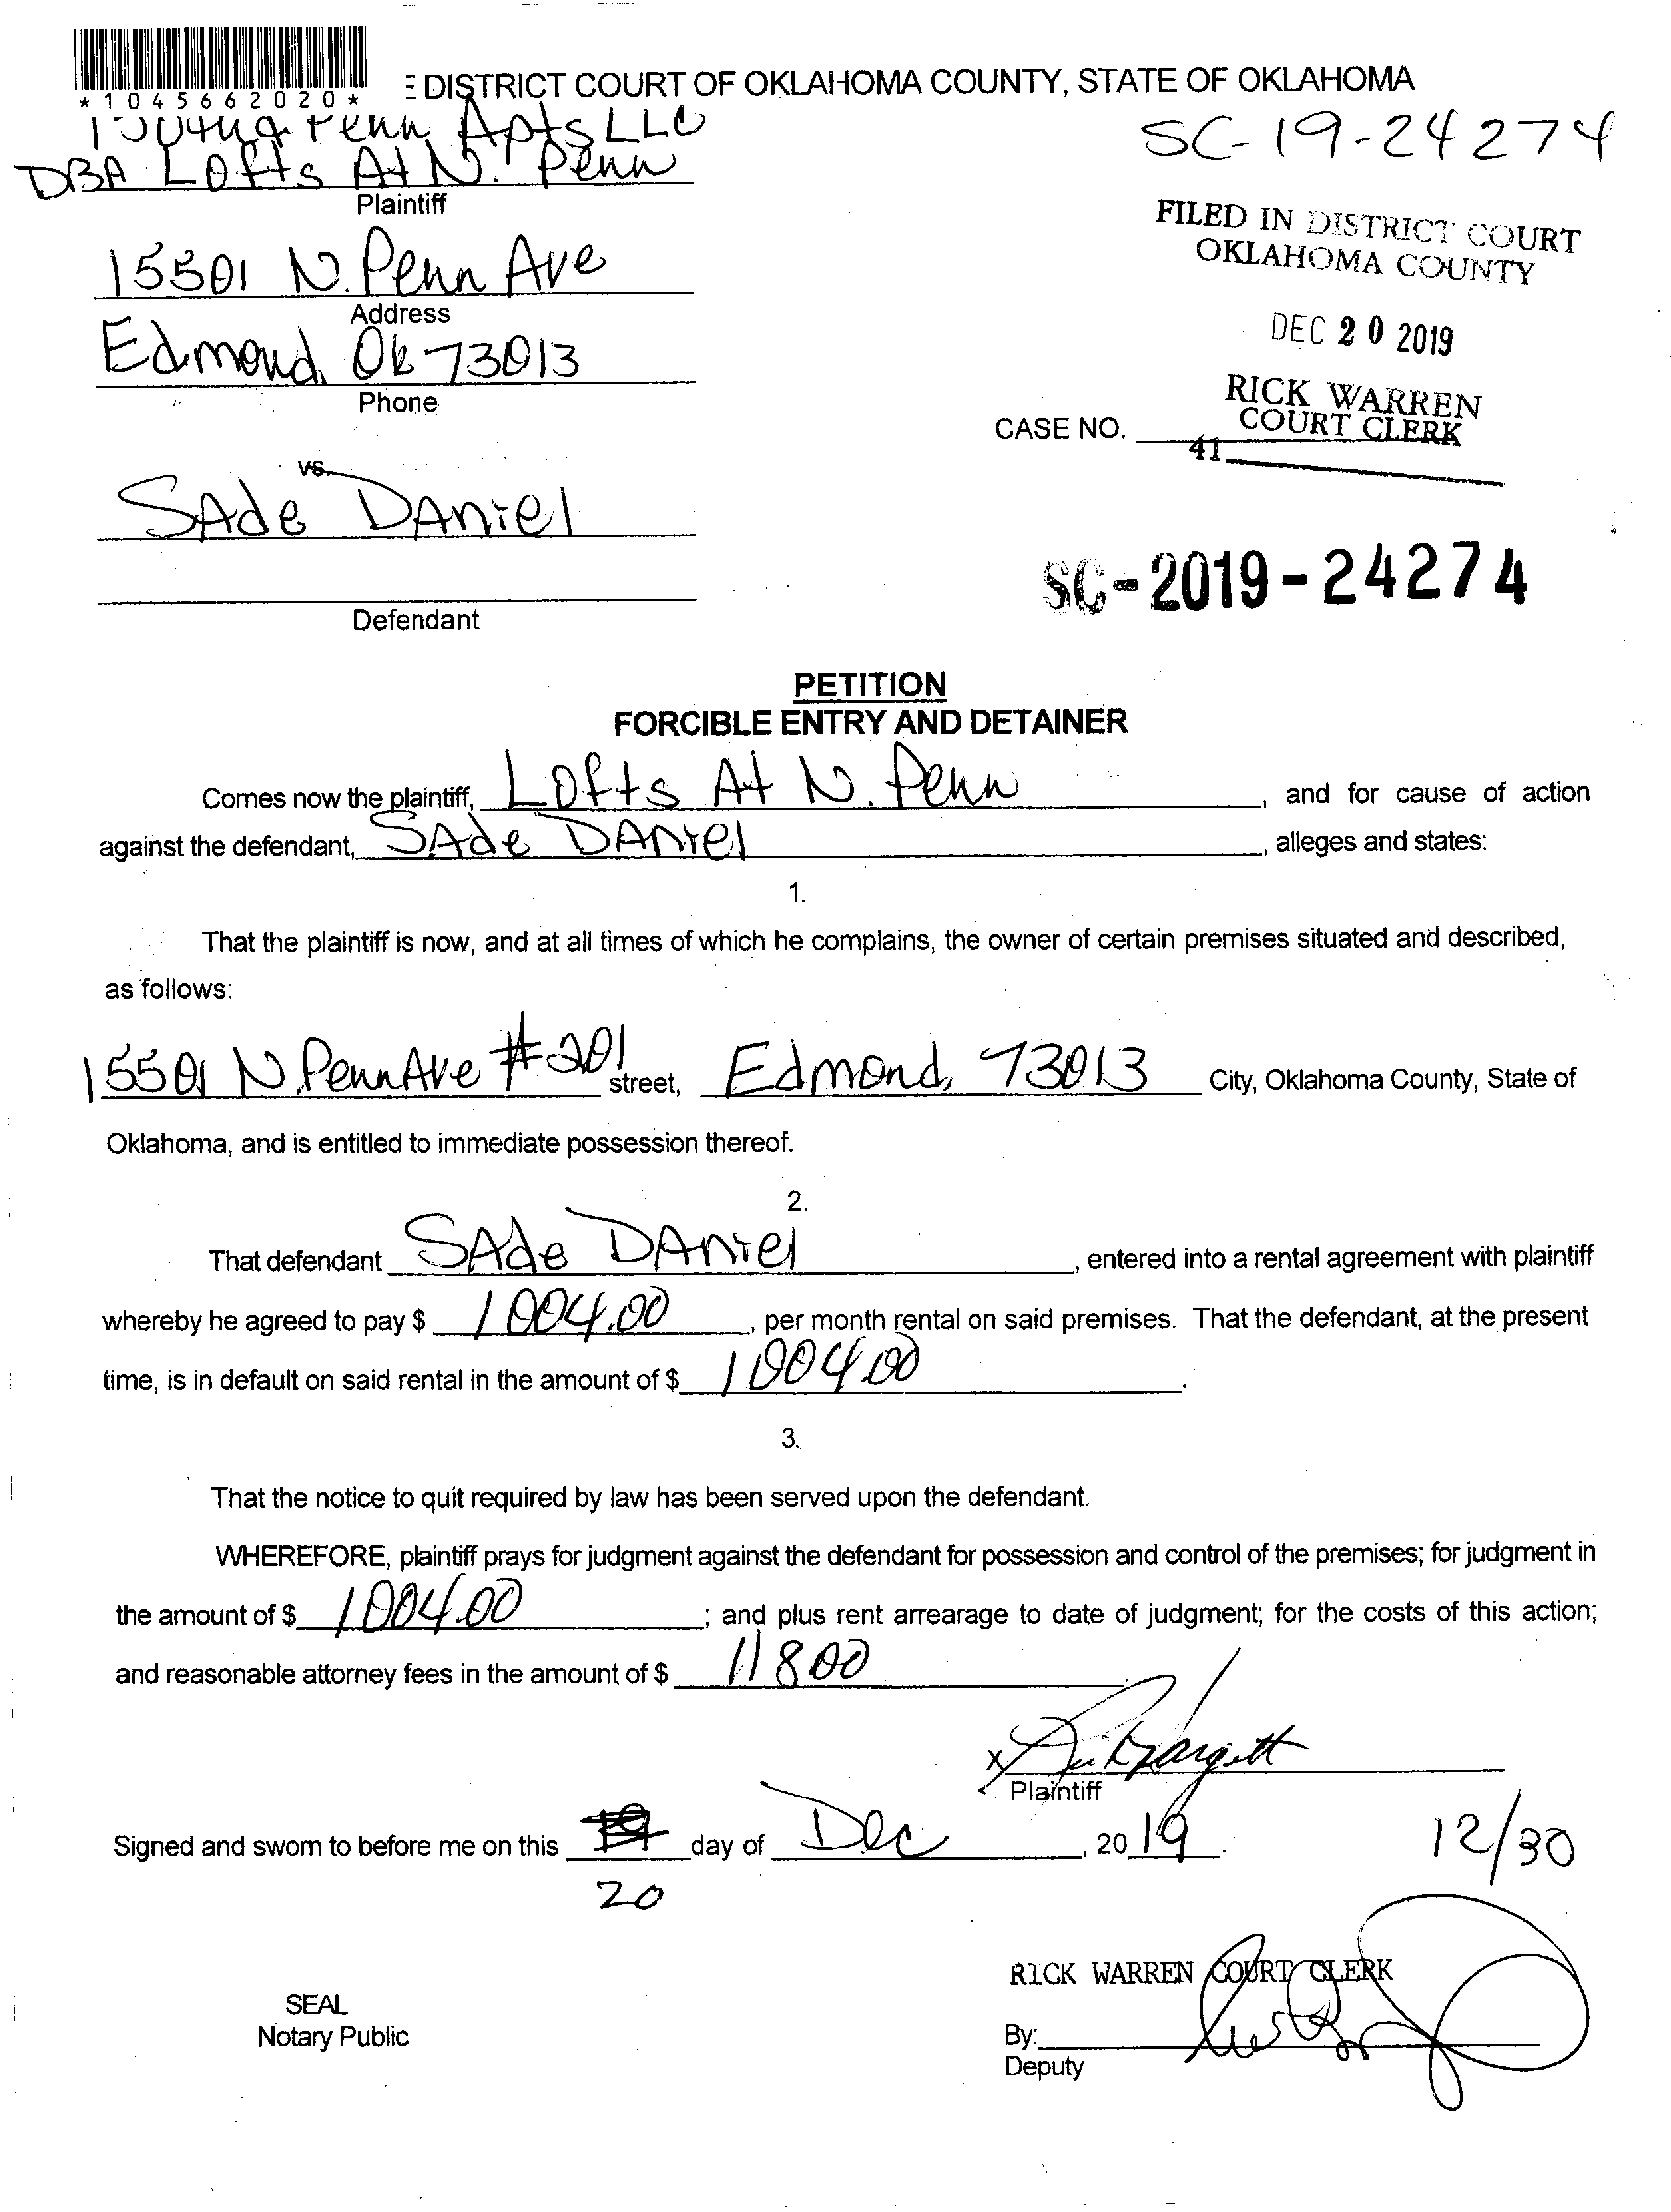 *1045662020*
DISTRICT COURT OF OKLAHOMA COUNTY, STATE OF OKLAHOMA
Penn Apts LLC
DBA Lofts At N. Penn
Plaintiff
SC-19-24274
15501 N. Penn Ave
Address
Edmond, Ok 73013
Phone
FILED IN DISTRICT COURT
OKLAHOMA COUNTY
DEC 20 2019
RICK WARREN
COURT CLERK
CASE NO.
41
vs.
SAde DAniel
Defendant
SC-2019-24274
PETITION
FORCIBLE ENTRY AND DETAINER
Comes now the plaintiff, Lofts At N. Penn, and for cause of action
against the defendant, SAde DAniel, alleges and states:
1.
That the plaintiff is now, and at all times of which he complains, the owner of certain premises situated and described,
as follows:
15501 N. Penn Ave #201 street, Edmond, 73013 City, Oklahoma County, State of
Oklahoma, and is entitled to immediate possession thereof.
2.
That defendant SAde DAniel, entered into a rental agreement with plaintiff
whereby he agreed to pay $ 1004.00, per month rental on said premises. That the defendant, at the present
time, is in default on said rental in the amount of $ 1004.00.
3.
That the notice to quit required by law has been served upon the defendant.
WHEREFORE, plaintiff prays for judgment against the defendant for possession and control of the premises; for judgment in
the amount of $ 1004.00; and plus rent arrearage to date of judgment; for the costs of this action;
and reasonable attorney fees in the amount of $ 118.00
x
Plaintiff
Signed and sworn to before me on this 19 day of Dec, 2019.
12/30
20
RICK WARREN COURT CLERK
SEAL
Notary Public
By:
Deputy